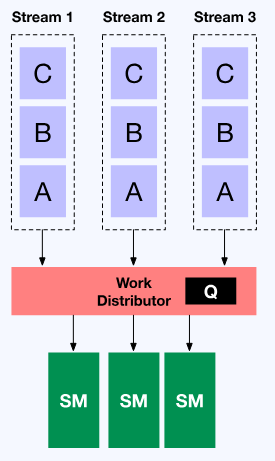 Stream 1 Stream 2 Stream 3
C C C
B B B
A A A
Work
Distributor
Q
SM SM SM